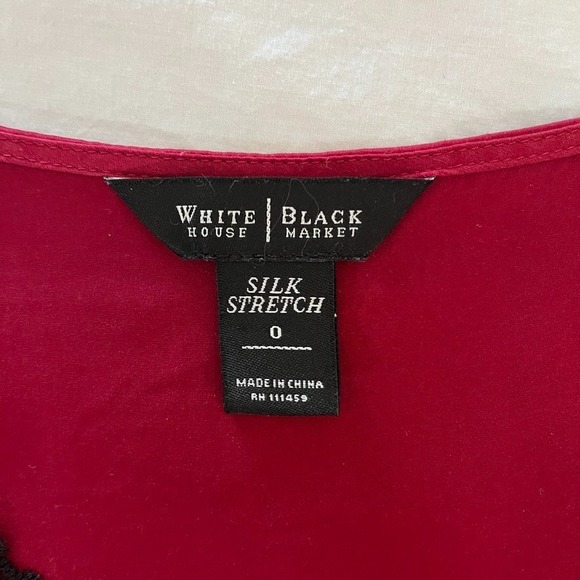 WHITE | BLACK
HOUSE | MARKET
SILK
STRETCH
0
MADE IN CHINA
RN 111459